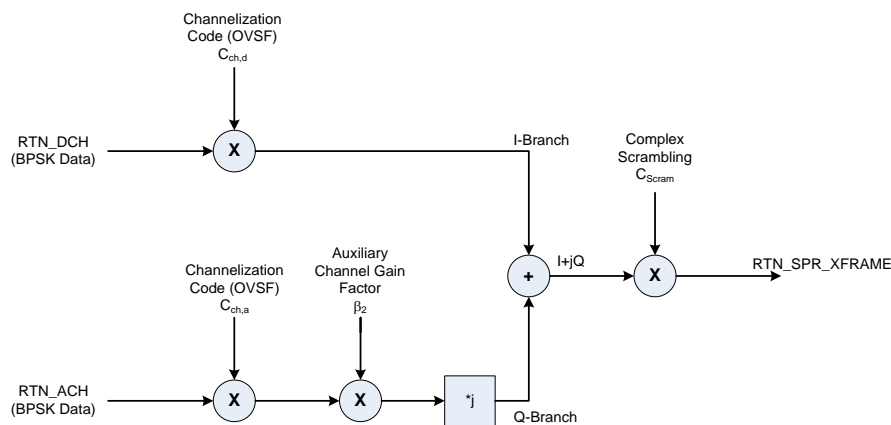 Channelization
Code (OVSF)
Cch,d
RTN_DCH
(BPSK Data)
X
I-Branch
Complex
Scrambling
CScram
Channelization
Code (OVSF)
Cch,a
Auxiliary
Channel Gain
Factor
β2
+
I+jQ
X
RTN_SPR_XFRAME
RTN_ACH
(BPSK Data)
X
X
*j
Q-Branch